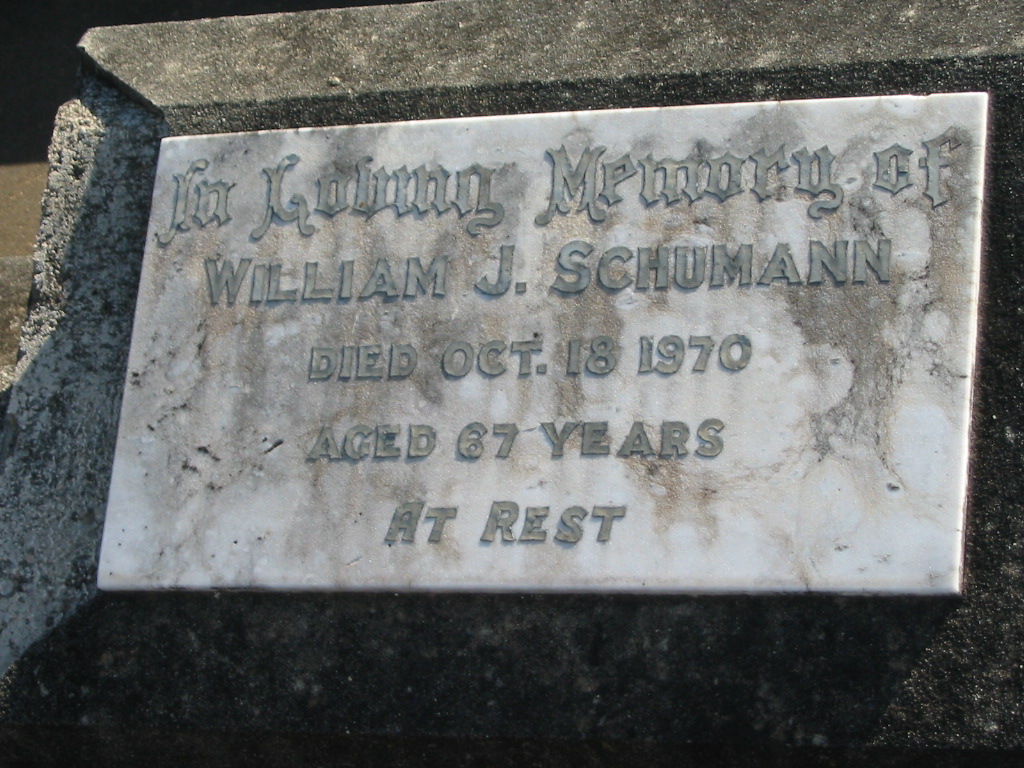 In Loving Memory of
WILLIAM J. SCHUMANN
DIED OCT. 18 1970
AGED 67 YEARS
AT REST